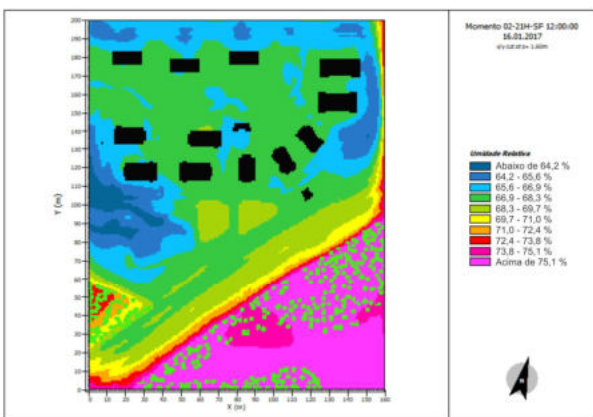 Momento 02-21H-SF 12:00:00
16.01.2017
x/y cut at z= 1,60m
Umidade Relativa
Abaixo de 64,2 %
64,2 - 65,6 %
65,6 - 66,9 %
66,9 - 68,3 %
68,3 - 69,7 %
69,7 - 71,0 %
71,0 - 72,4 %
72,4 - 73,8 %
73,8 - 75,1 %
Acima de 75,1 %
Y (m)
200
190
180
170
160
150
140
130
120
110
100
90
80
70
60
50
40
30
20
10
0
0 10 20 30 40 50 60 70 80 90 100 110 120 130 140 150 160
X (m)
N